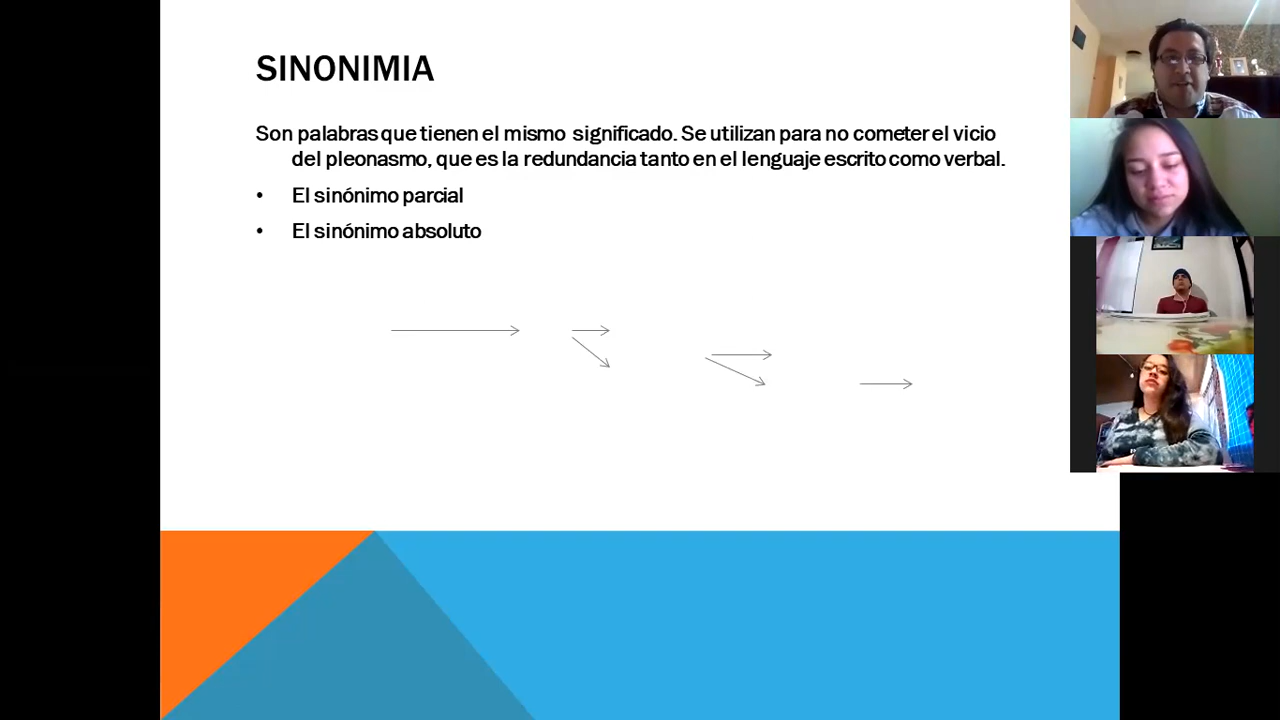 SINONIMIA
Son palabras que tienen el mismo significado. Se utilizan para no cometer el vicio
del pleonasmo, que es la redundancia tanto en el lenguaje escrito como verbal.
• El sinónimo parcial
• El sinónimo absoluto